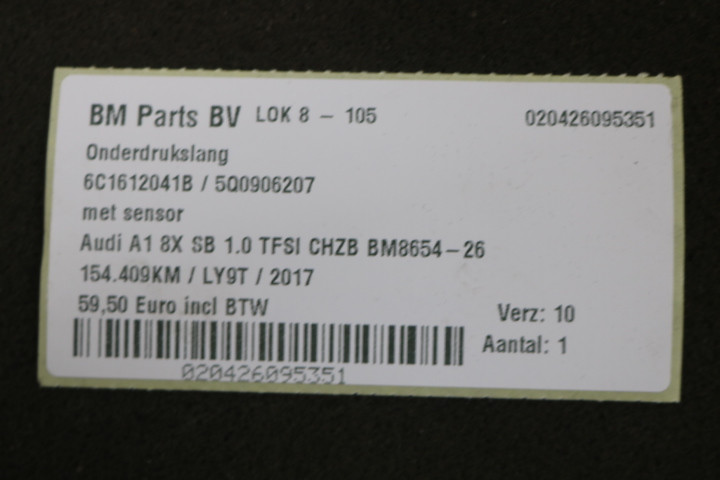 BM Parts BV LOK 8 - 105 020426095351
Onderdrukslang
6C1612041B / 5Q0906207
met sensor
Audi A1 8X SB 1.0 TFSI CHZB BM8654-26
154.409KM / LY9T / 2017
59,50 Euro incl BTW
Verz: 10
Aantal: 1
020426095351